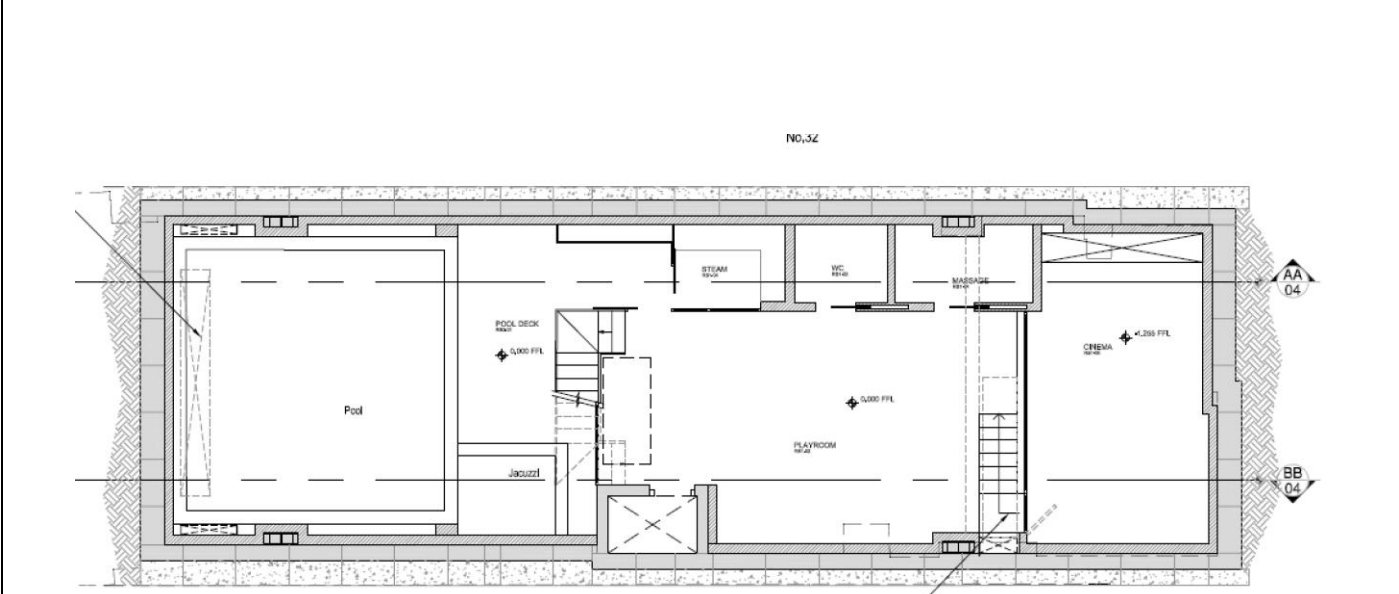 No,32
AA
04
STEAM
WC
MASSAGE
POOL DECK
0,000 FFL
-1,255 FFL
CINEMA
0,000 FFL
Pool
PLAYROOM
Jacuzzi
BB
04